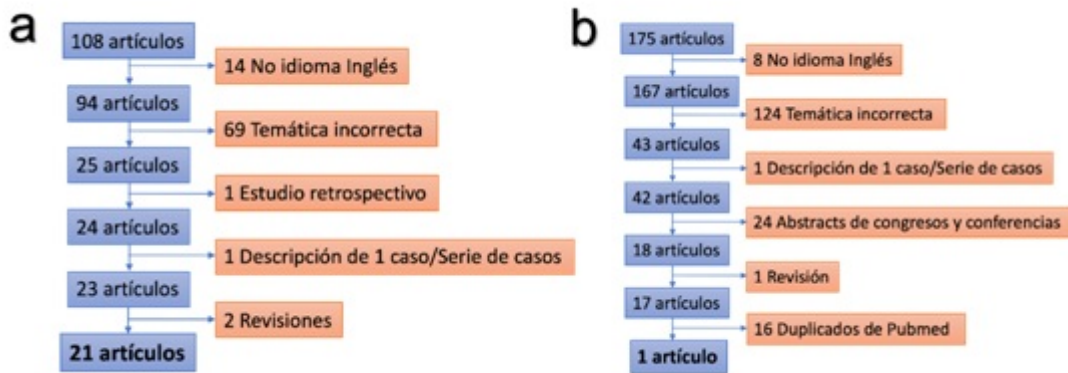 a
108 artículos
14 No idioma Inglés
94 artículos
69 Temática incorrecta
25 artículos
1 Estudio retrospectivo
24 artículos
1 Descripción de 1 caso/Serie de casos
23 artículos
2 Revisiones
21 artículos
b
175 artículos
8 No idioma Inglés
167 artículos
124 Temática incorrecta
43 artículos
1 Descripción de 1 caso/Serie de casos
42 artículos
24 Abstracts de congresos y conferencias
18 artículos
1 Revisión
17 artículos
16 Duplicados de Pubmed
1 artículo